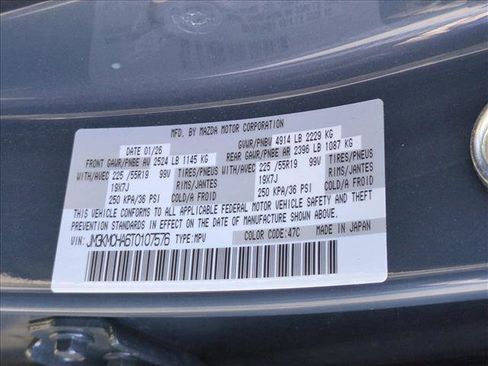 MFD. BY MAZDA MOTOR CORPORATION
DATE 01/26 GVWR/PNBV 4914 LB 2229 KG
FRONT GAWR/PNBE AV 2524 LB 1145 KG REAR GAWR/PNBE AR 2396 LB 1087 KG
WITH/AVEC 225 /55R19 99V TIRES/PNEUS WITH/AVEC 225 /55R19 99V
19X7J RIMS/JANTES 19X7J RIMS/JANTES
250 KPA/36 PSI COLD/A FROID 250 KPA/36 PSI COLD/A FROID
THIS VEHICLE CONFORMS TO ALL APPLICABLE FEDERAL MOTOR VEHICLE SAFETY AND THEFT
PREVENTION STANDARDS IN EFFECT ON THE DATE OF MANUFACTURE SHOWN ABOVE.
VIN: JM3KMCHA6T0107576 TYPE: MPV COLOR CODE: 47C MADE IN JAPAN